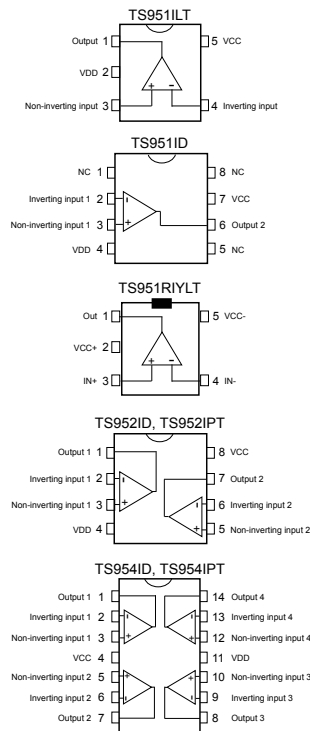 TS951ILT
Output 1
5 VCC
VDD 2
Non-inverting input 3
4 Inverting input
+ −
TS951ID
NC 1
8 NC
Inverting input 1 2
7 VCC
Non-inverting input 1 3
6 Output 2
VDD 4
5 NC
TS951RIYLT
Out 1
5 VCC-
VCC+ 2
IN+ 3
4 IN-
+ −
TS952ID, TS952IPT
Output 1 1
8 VCC
Inverting input 1 2
7 Output 2
Non-inverting input 1 3
6 Inverting input 2
VDD 4
5 Non-inverting input 2
TS954ID, TS954IPT
Output 1 1
14 Output 4
Inverting input 1 2
13 Inverting input 4
Non-inverting input 1 3
12 Non-inverting input 4
VCC 4
11 VDD
Non-inverting input 2 5
10 Non-inverting input 3
Inverting input 2 6
9 Inverting input 3
Output 2 7
8 Output 3